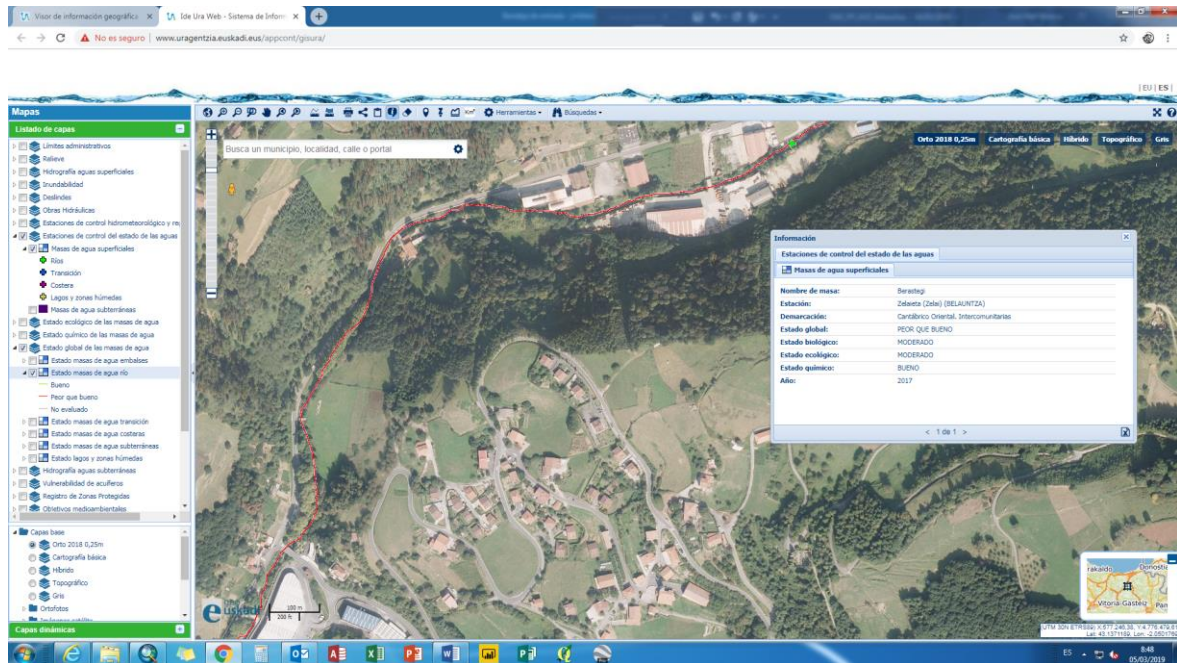 Visor de información geográfica
Ide Ura Web - Sistema de Inform
No es seguro | www.uragentzia.euskadi.eus/appcont/gisura/
| EU | ES |
Mapas
Herramientas
Búsquedas
Listado de capas
Límites administrativos
Relieve
Hidrografía aguas superficiales
Inundabilidad
Deslindes
Obras Hidráulicas
Estaciones de control hidrometeorológico y re
Estaciones de control del estado de las aguas
Masas de agua superficiales
Ríos
Transición
Costera
Lagos y zonas húmedas
Masas de agua subterráneas
Estado ecológico de las masas de agua
Estado químico de las masas de agua
Estado global de las masas de agua
Estado masas de agua embalses
Estado masas de agua río
Bueno
Peor que bueno
No evaluado
Estado masas de agua transición
Estado masas de agua costeras
Estado masas de agua subterráneas
Estado lagos y zonas húmedas
Hidrografía aguas subterráneas
Vulnerabilidad de acuíferos
Registro de Zonas Protegidas
Objetivos medioambientales
Capas base
Orto 2018 0,25m
Cartografía básica
Híbrido
Topográfico
Gris
Ortofotos
Capas dinámicas
Busca un municipio, localidad, calle o portal
Orto 2018 0,25m Cartografía básica Híbrido Topográfico Gris
Información
Estaciones de control del estado de las aguas
Masas de agua superficiales
Nombre de masa: Berastegi
Estación: Zelaieta (Zelai) (BELAUNTZA)
Demarcación: Cantábrico Oriental. Intercomunitarias
Estado global: PEOR QUE BUENO
Estado biológico: MODERADO
Estado ecológico: MODERADO
Estado químico: BUENO
Año: 2017
< 1 de 1 >
euskadi
100 m
200 ft
rakaldo
Donostia
Vitoria-Gasteiz
Pan
ES
8:48
05/03/2019